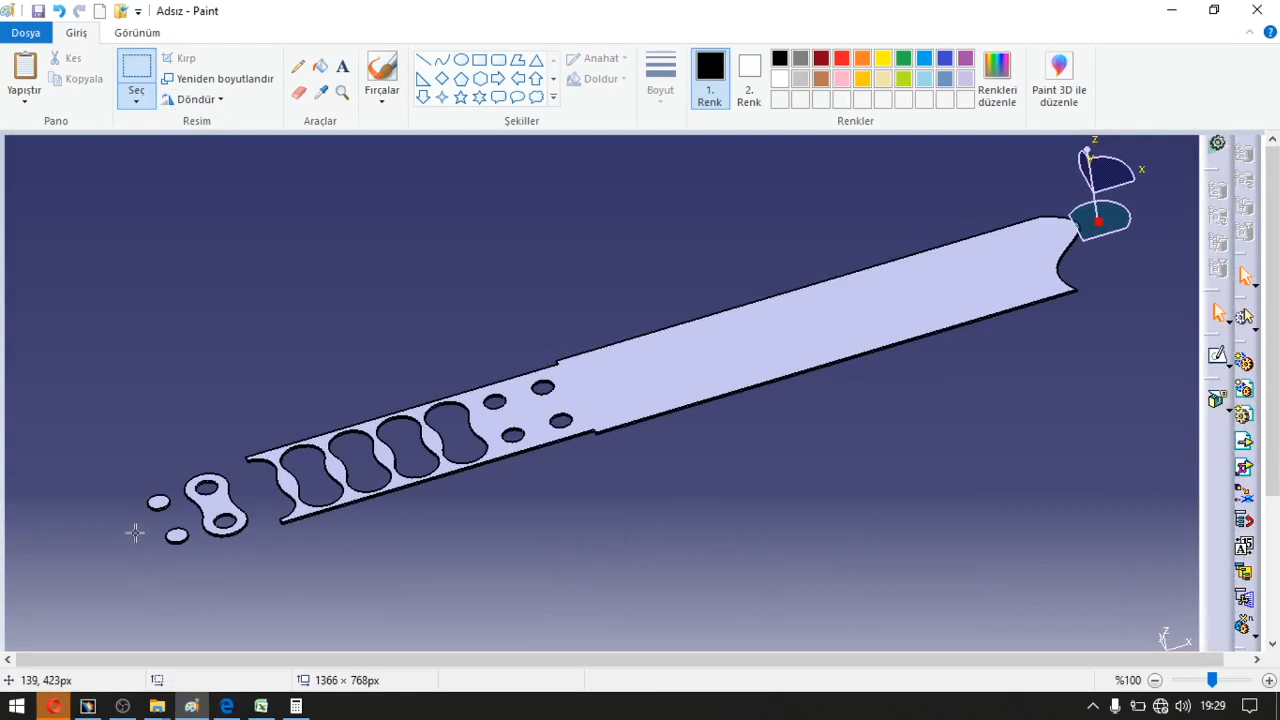 Adsız - Paint
Dosya
Giriş
Görünüm
Yapıştır
Kes
Kopyala
Pano
Seç
Kırp
Yeniden boyutlandır
Döndür
Resim
A
Araçlar
Fırçalar
Anahat
Doldur
Şekiller
Boyut
1.
Renk
2.
Renk
Renkleri
düzenle
Paint 3D ile
düzenle
Renkler
z
x
z
x
139, 423px
1366 × 768px
%100
19:29